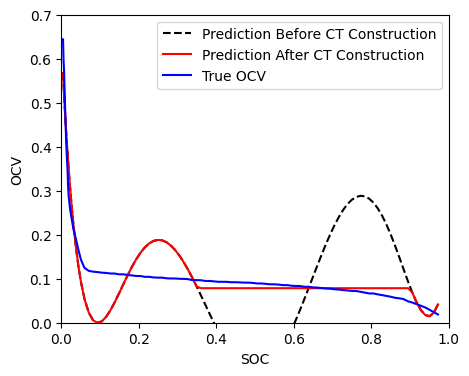 Prediction Before CT Construction
Prediction After CT Construction
True OCV
0.7
0.6
0.5
0.4
0.3
0.2
0.1
0.0
OCV
0.0 0.2 0.4 0.6 0.8 1.0
SOC